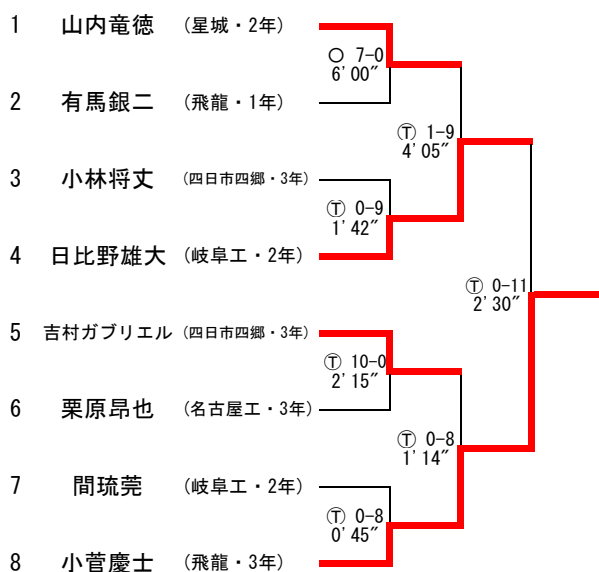 1 山内竜徳 (星城・2年)
○ 7-0
6'00"
2 有馬銀二 (飛龍・1年)
Ⓣ 1-9
4'05"
3 小林将丈 (四日市四郷・3年)
Ⓣ 0-9
1'42"
4 日比野雄大 (岐阜工・2年)
Ⓣ 0-11
2'30"
5 吉村ガブリエル (四日市四郷・3年)
Ⓣ 10-0
2'15"
6 栗原昂也 (名古屋工・3年)
Ⓣ 0-8
1'14"
7 間琉莞 (岐阜工・2年)
Ⓣ 0-8
0'45"
8 小菅慶士 (飛龍・3年)